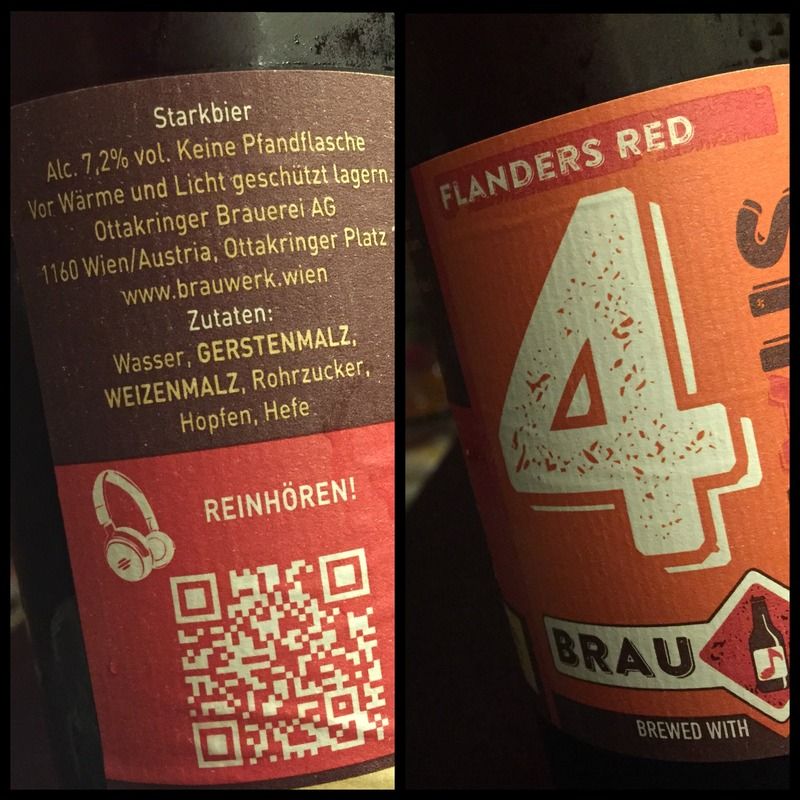 Starkbier
Alc. 7,2% vol. Keine Pfandflasche
Vor Wärme und Licht geschützt lagern.
Ottakringer Brauerei AG
1160 Wien/Austria, Ottakringer Platz
www.brauwerk.wien
Zutaten:
Wasser, GERSTENMALZ,
WEIZENMALZ, Rohrzucker,
Hopfen, Hefe
REINHÖREN!
FLANDERS RED
4
BRAU
BREWED WITH